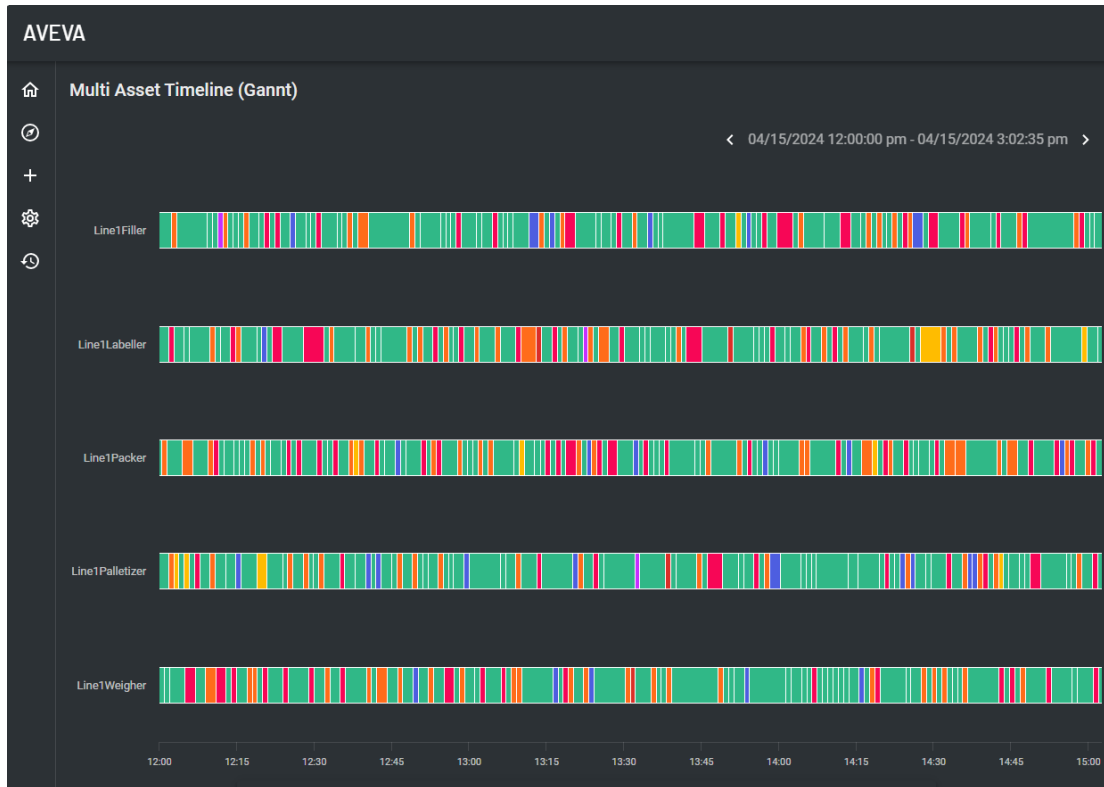 AVEVA
Multi Asset Timeline (Gannt)
04/15/2024 12:00:00 pm - 04/15/2024 3:02:35 pm
Line1Filler
Line1Labeller
Line1Packer
Line1Palletizer
Line1Weigher
12:00 12:15 12:30 12:45 13:00 13:15 13:30 13:45 14:00 14:15 14:30 14:45 15:00